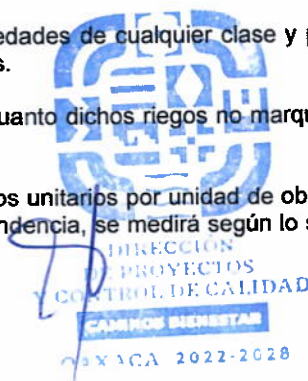 edades de cualquier clase y p
s.
uanto dichos riegos no marqu
os unitarios por unidad de ob
ndencia, se medirá según lo s
DIRECCIÓN
DE PROYECTOS
Y CONTROL DE CALIDAD
CAMINOS BIENESTAR
OAXACA 2022-2028